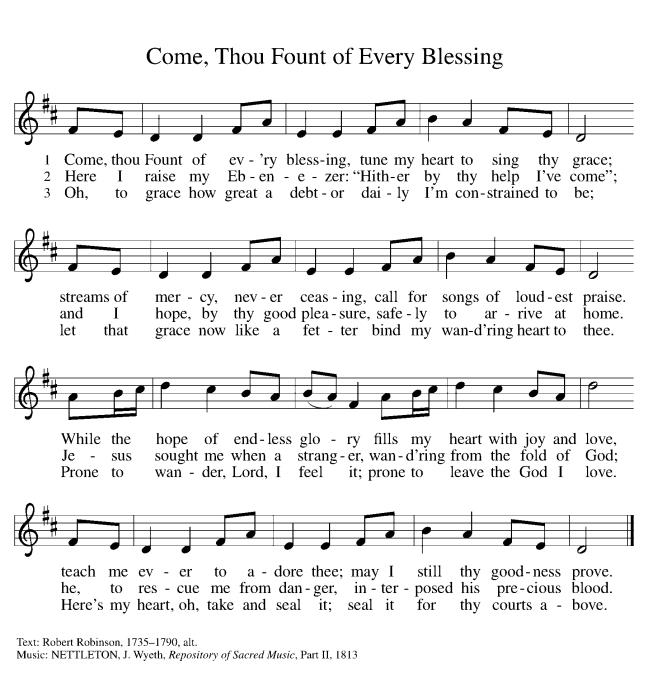 Come, Thou Fount of Every Blessing
1 Come, thou Fount of ev - 'ry bless - ing, tune my heart to sing thy grace;
2 Here I raise my Eb - en - e - zer: “Hith - er by thy help I've come”;
3 Oh, to grace how great a debt - or dai - ly I'm con - strained to be;
streams of mer - cy, nev - er ceas - ing, call for songs of loud - est praise.
and I hope, by thy good plea - sure, safe - ly to ar - rive at home.
let that grace now like a fet - ter bind my wand - 'ring heart to thee.
While the hope of end - less glo - ry fills my heart with joy and love,
Je - sus sought me when a strang - er, wand - 'ring from the fold of God;
Prone to wan - der, Lord, I feel it; prone to leave the God I love.
teach me ev - er to a - dore thee; may I still thy good - ness prove.
he, to res - cue me from dan - ger, in - ter - posed his pre - cious blood.
Here's my heart, oh, take and seal it; seal it for thy courts a - bove.
Text: Robert Robinson, 1735–1790, alt.
Music: NETTLETON, J. Wyeth, Repository of Sacred Music, Part II, 1813